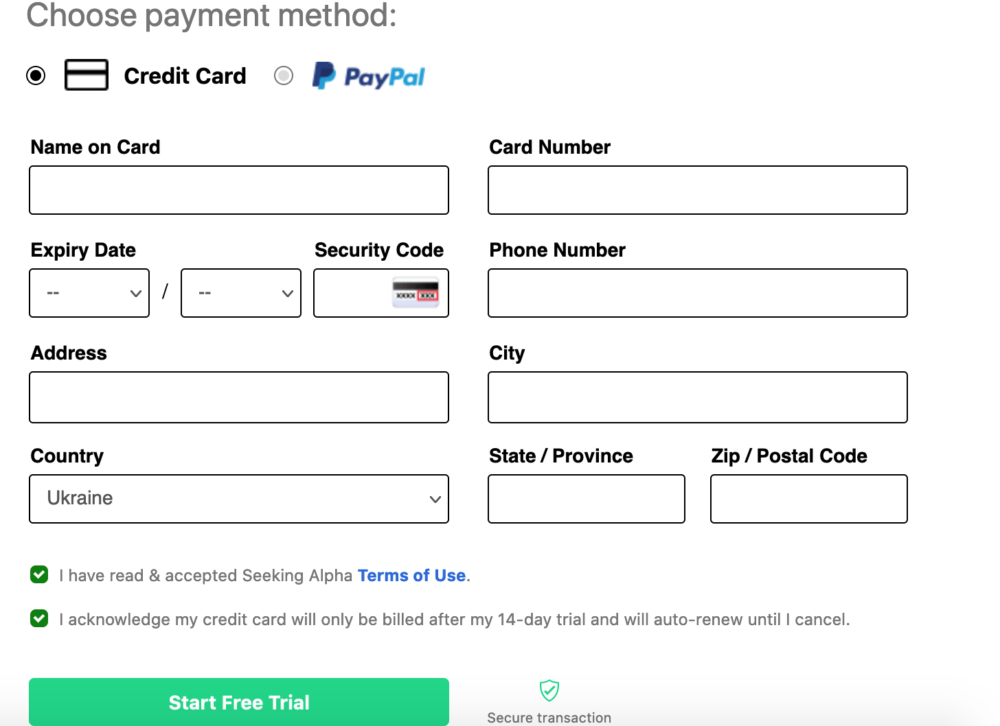 Choose payment method:
Credit Card PayPal
Name on Card Card Number
Expiry Date Security Code Phone Number
-- / -- XXXX XXX
Address City
Country State / Province Zip / Postal Code
Ukraine
I have read & accepted Seeking Alpha Terms of Use.
I acknowledge my credit card will only be billed after my 14-day trial and will auto-renew until I cancel.
Start Free Trial
Secure transaction